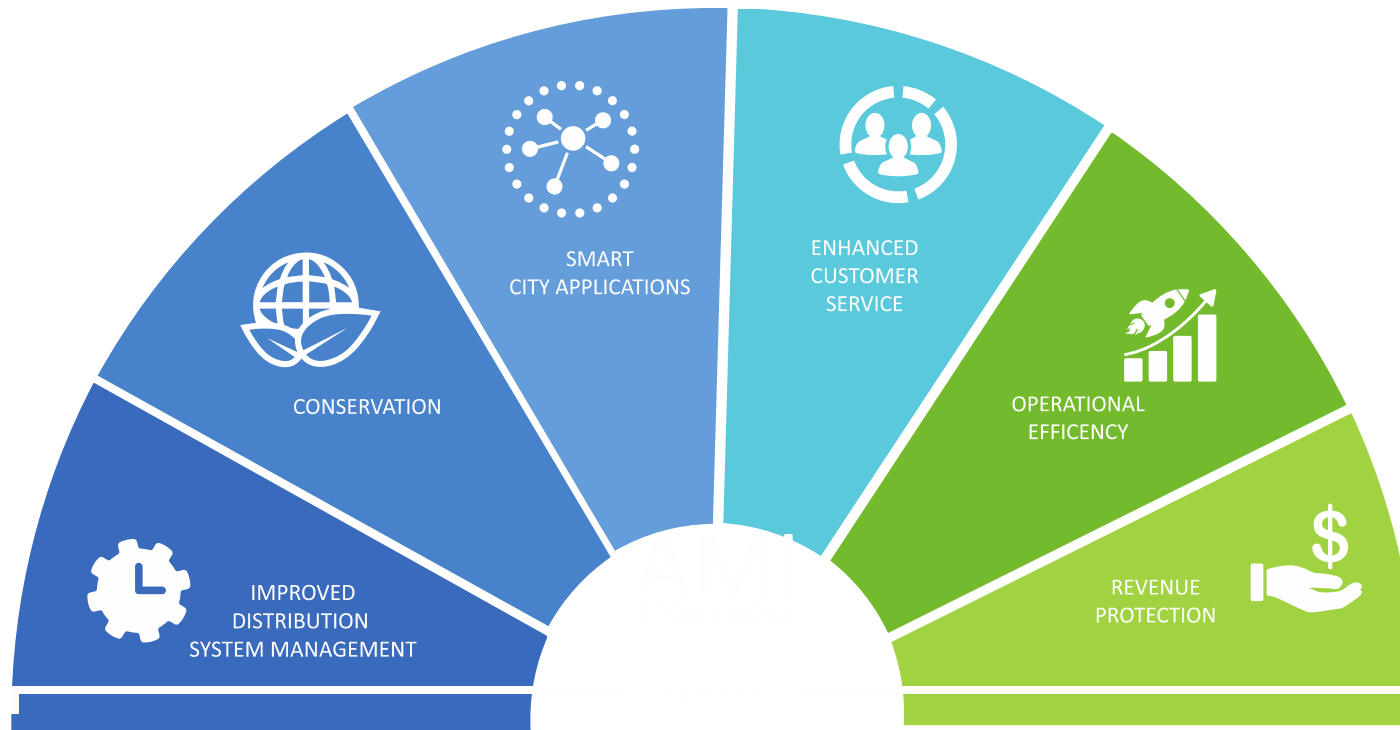 SMART
CITY APPLICATIONS
ENHANCED
CUSTOMER
SERVICE
CONSERVATION
OPERATIONAL
EFFICENCY
IMPROVED
DISTRIBUTION
SYSTEM MANAGEMENT
REVENUE
PROTECTION
$